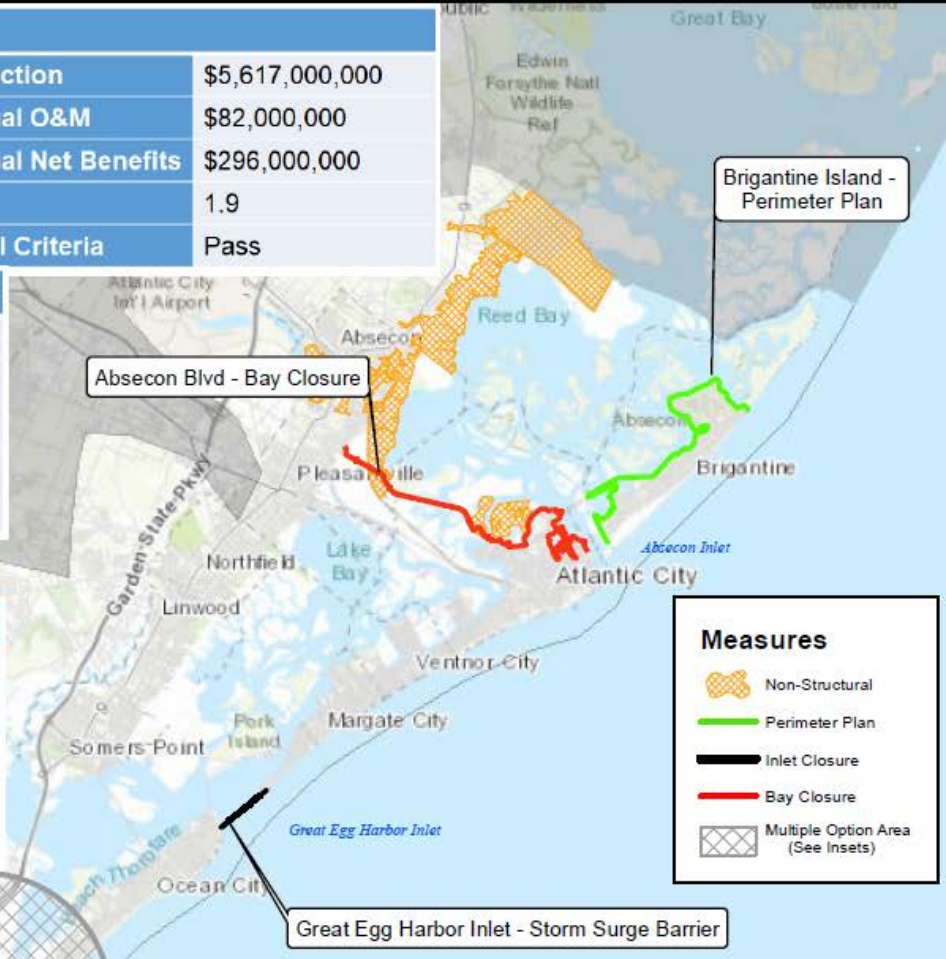 Great Bay
Edwin
Forsythe Natl
Wildlife
Ref
ction $5,617,000,000
al O&M $82,000,000
al Net Benefits $296,000,000
1.9
l Criteria Pass
Brigantine Island -
Perimeter Plan
Atlantic City
Int'l Airport
Reed Bay
Absecon
Absecon Blvd - Bay Closure
Absecon
Brigantine
Pleasantville
Garden State Pkwy
Northfield
Lake
Bay
Absecon Inlet
Atlantic City
Linwood
Ventnor City
Margate City
Pork
Island
Somers Point
Great Egg Harbor Inlet
Ocean City
Great Egg Harbor Inlet - Storm Surge Barrier
Measures
Non-Structural
Perimeter Plan
Inlet Closure
Bay Closure
Multiple Option Area
(See Insets)